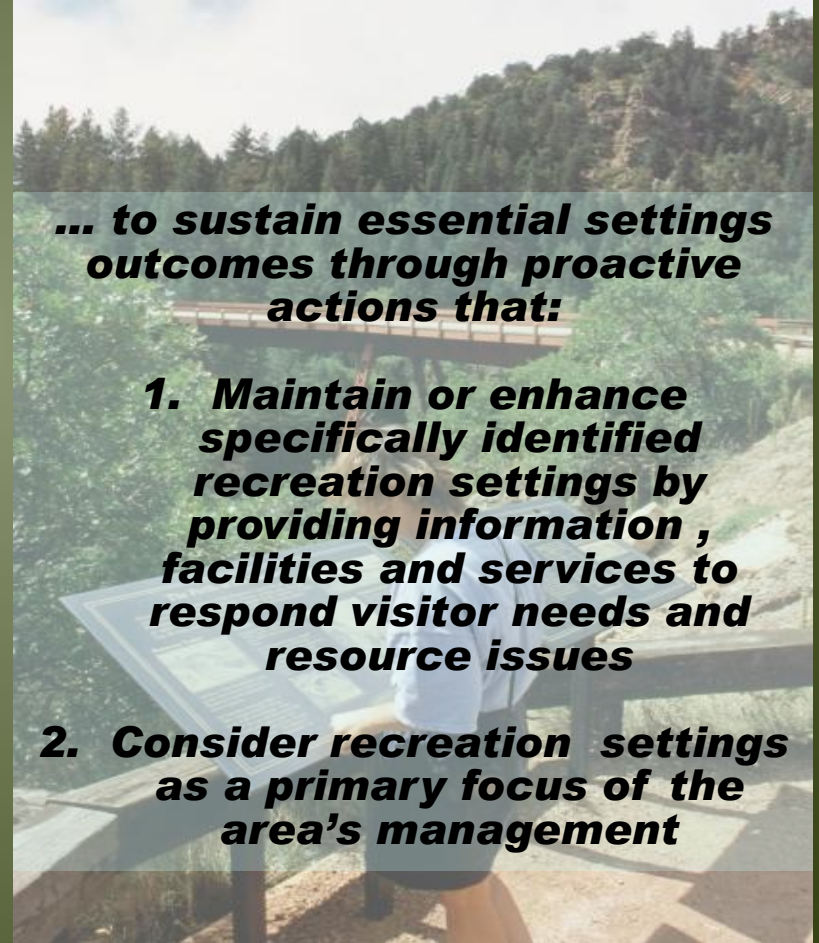 ... to sustain essential settings
outcomes through proactive
actions that:
1. Maintain or enhance
specifically identified
recreation settings by
providing information ,
facilities and services to
respond visitor needs and
resource issues
2. Consider recreation settings
as a primary focus of the
area’s management